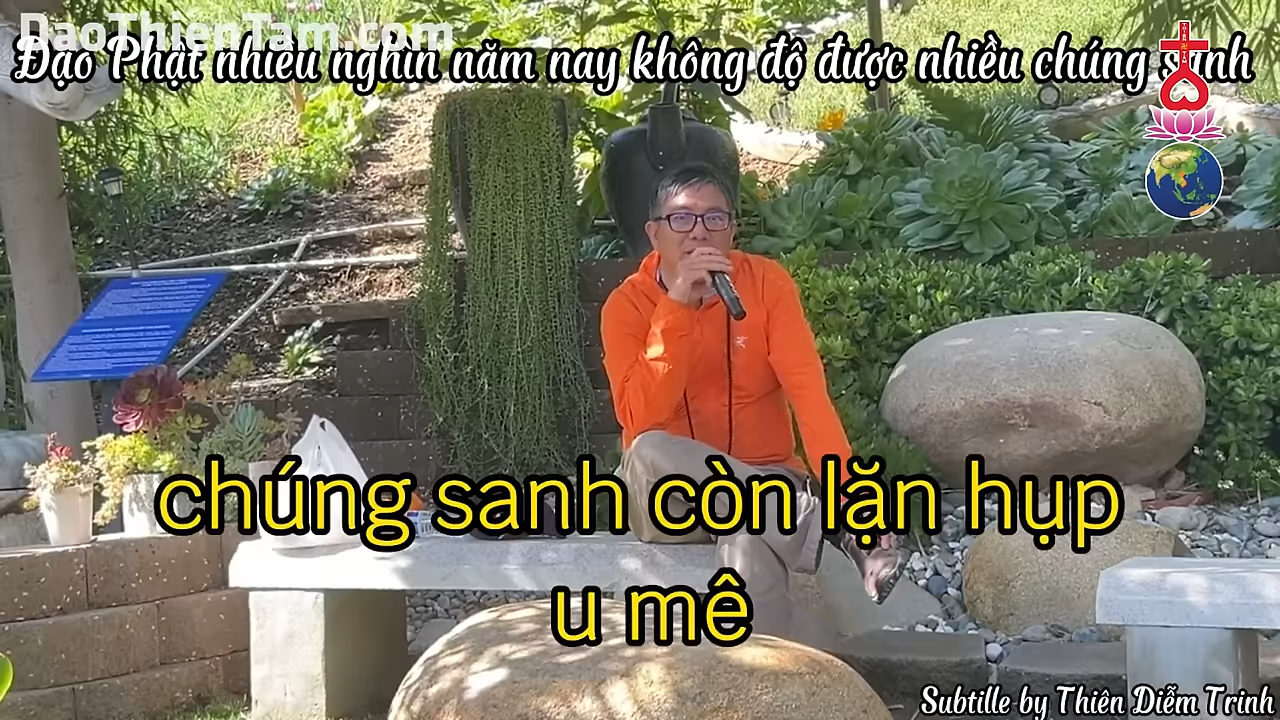 DaoThienTam.com
Đạo Phật nhiều nghìn năm nay không độ được nhiều chúng sanh
chúng sanh còn lặn hụp
u mê
Subtille by Thiên Diễm Trinh